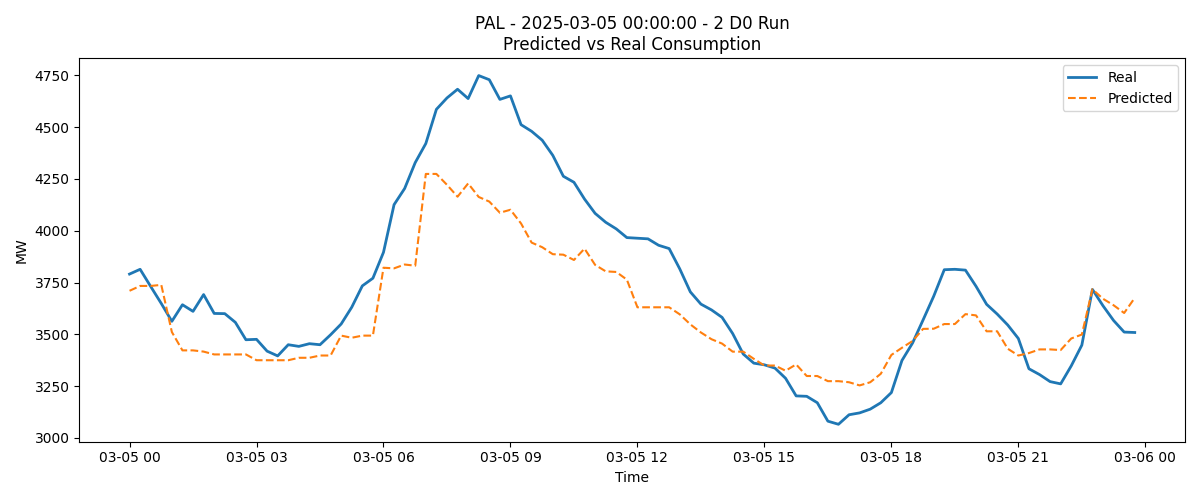 PAL - 2025-03-05 00:00:00 - 2 D0 Run
Predicted vs Real Consumption
Real
Predicted
MW
4750
4500
4250
4000
3750
3500
3250
3000
03-05 00
03-05 03
03-05 06
03-05 09
03-05 12
03-05 15
03-05 18
03-05 21
03-06 00
Time